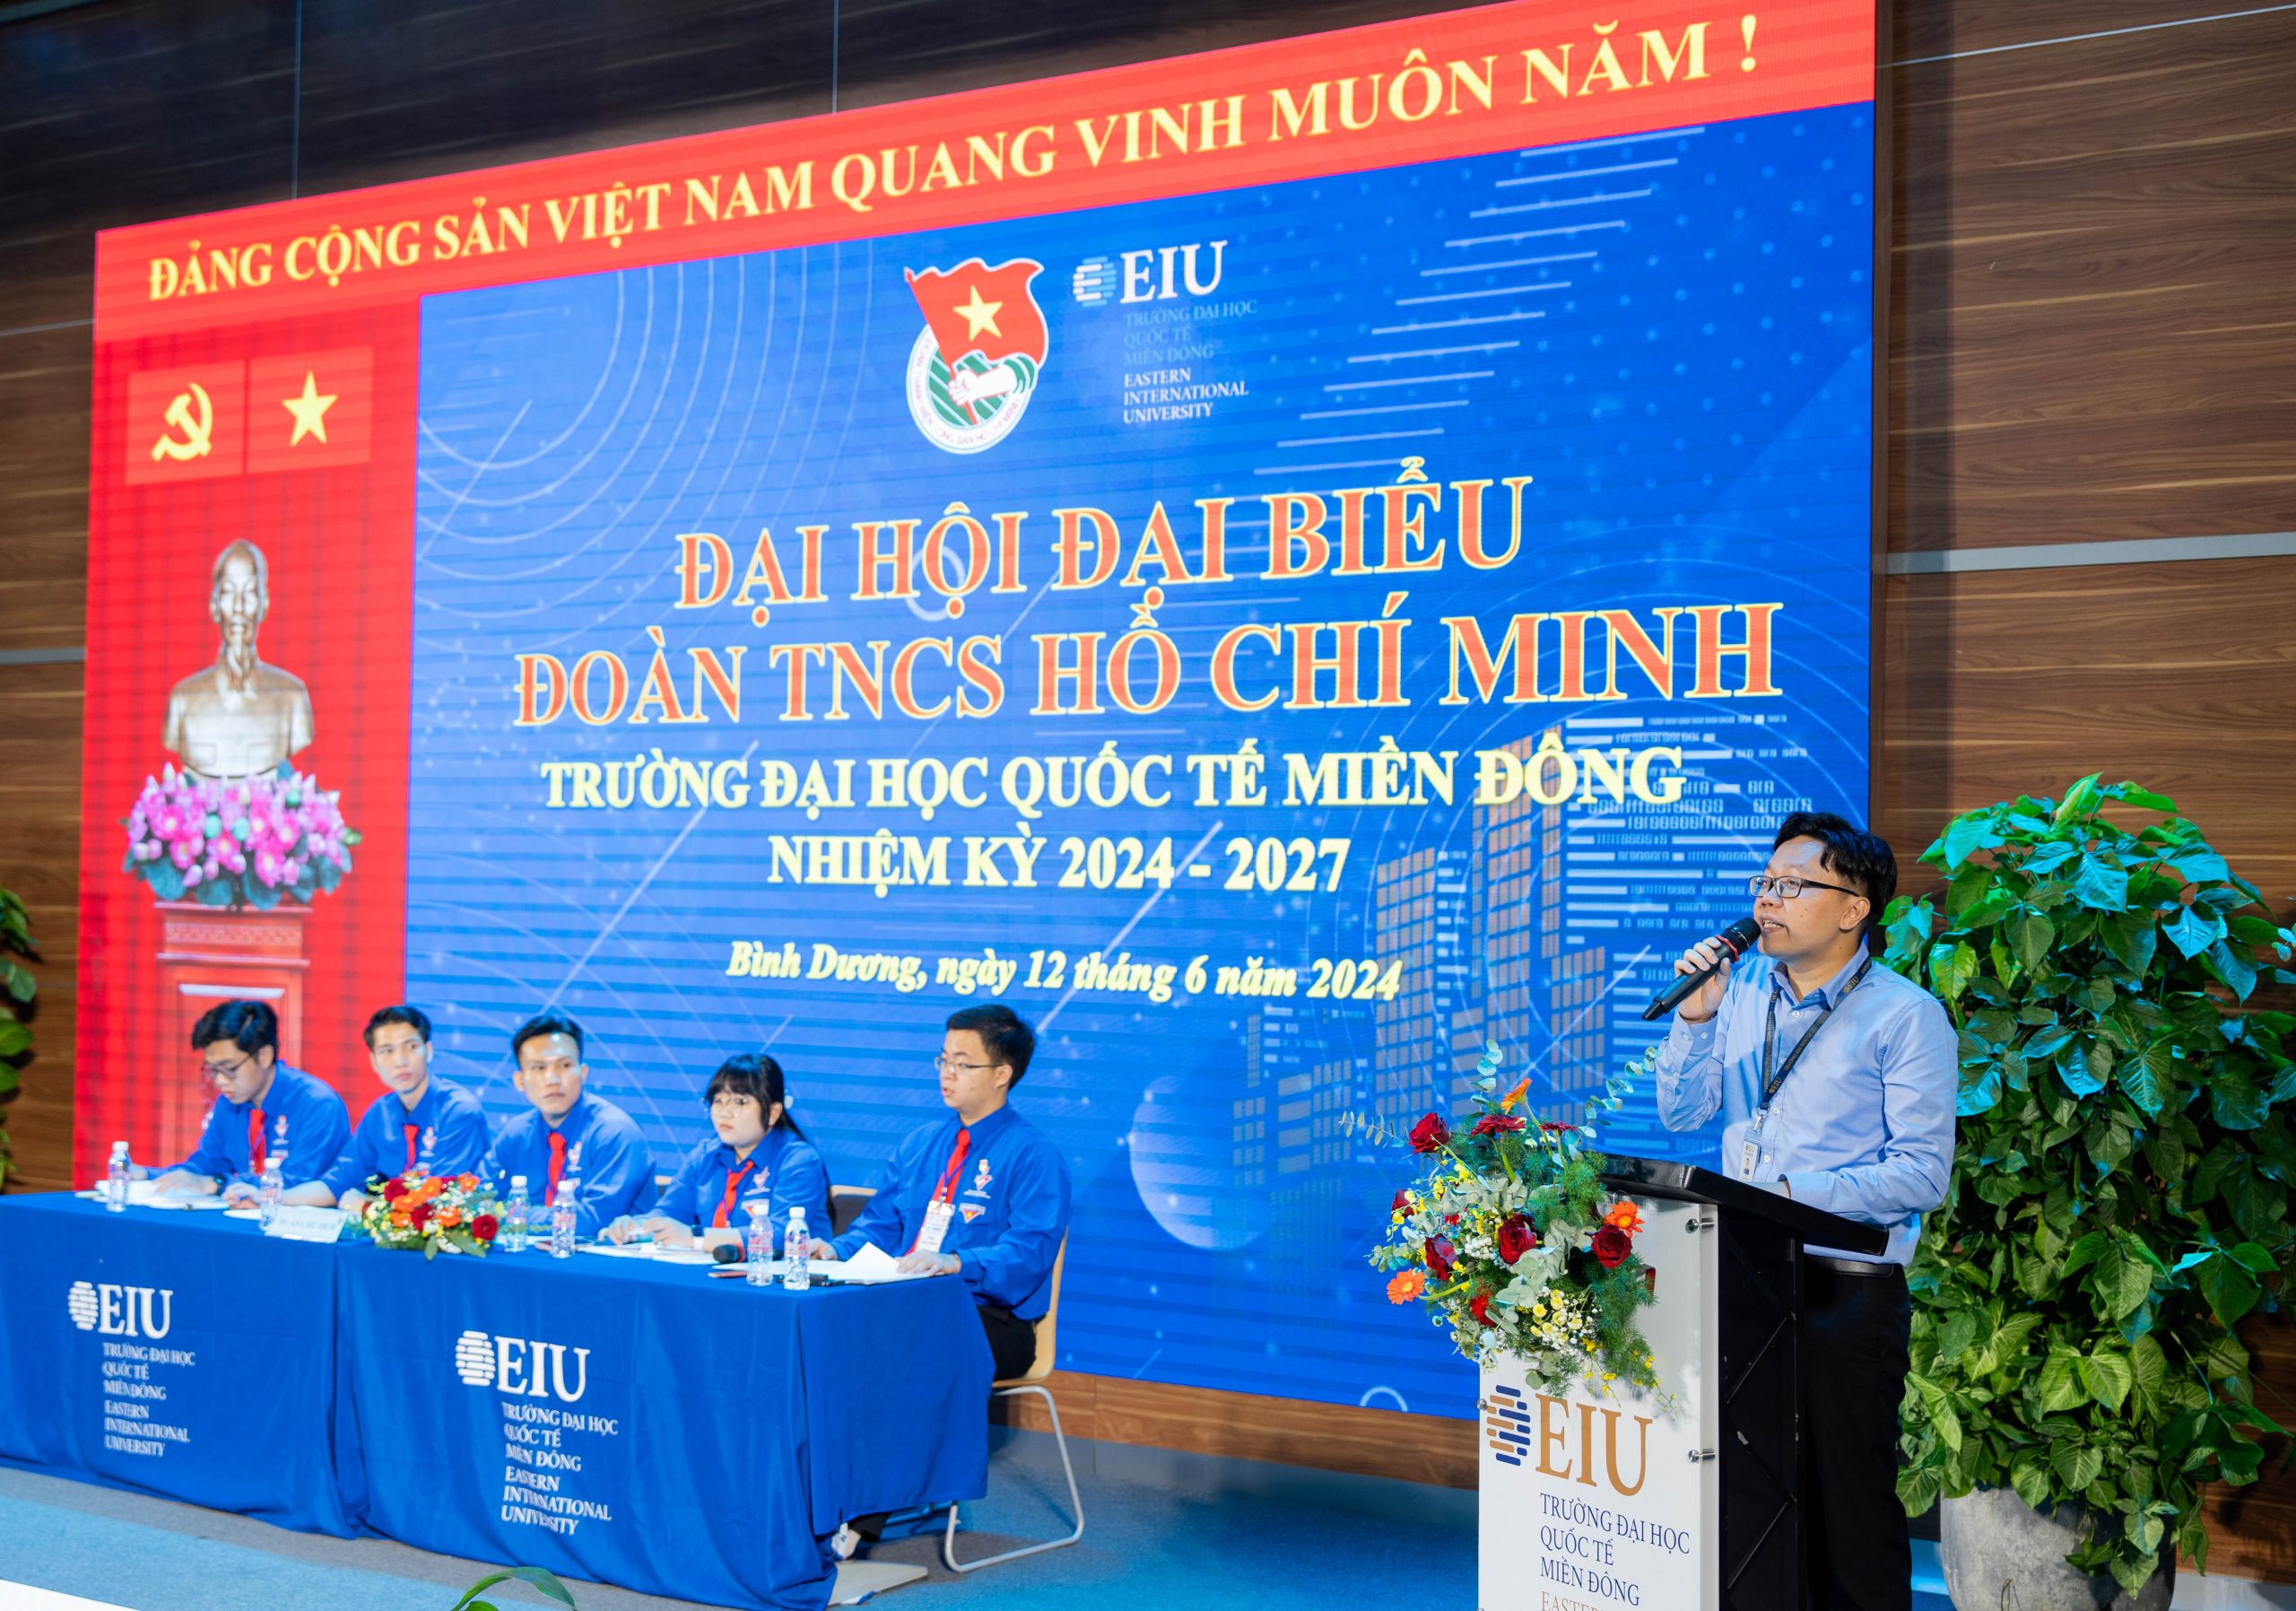 ĐẢNG CỘNG SẢN VIỆT NAM QUANG VINH MUÔN NĂM !
EIU
TRƯỜNG ĐẠI HỌC
QUỐC TẾ
MIỀN ĐÔNG
EASTERN
INTERNATIONAL
UNIVERSITY
ĐẠI HỘI ĐẠI BIỂU
ĐOÀN TNCS HỒ CHÍ MINH
TRƯỜNG ĐẠI HỌC QUỐC TẾ MIỀN ĐÔNG
NHIỆM KỲ 2024 - 2027
Bình Dương, ngày 12 tháng 6 năm 2024
EIU
TRƯỜNG ĐẠI HỌC
QUỐC TẾ
MIỀN ĐÔNG
EASTERN
INTERNATIONAL
UNIVERSITY
EIU
TRƯỜNG ĐẠI HỌC
QUỐC TẾ
MIỀN ĐÔNG
EASTERN
INTERNATIONAL
UNIVERSITY
EIU
TRƯỜNG ĐẠI HỌC
QUỐC TẾ
MIỀN ĐÔNG